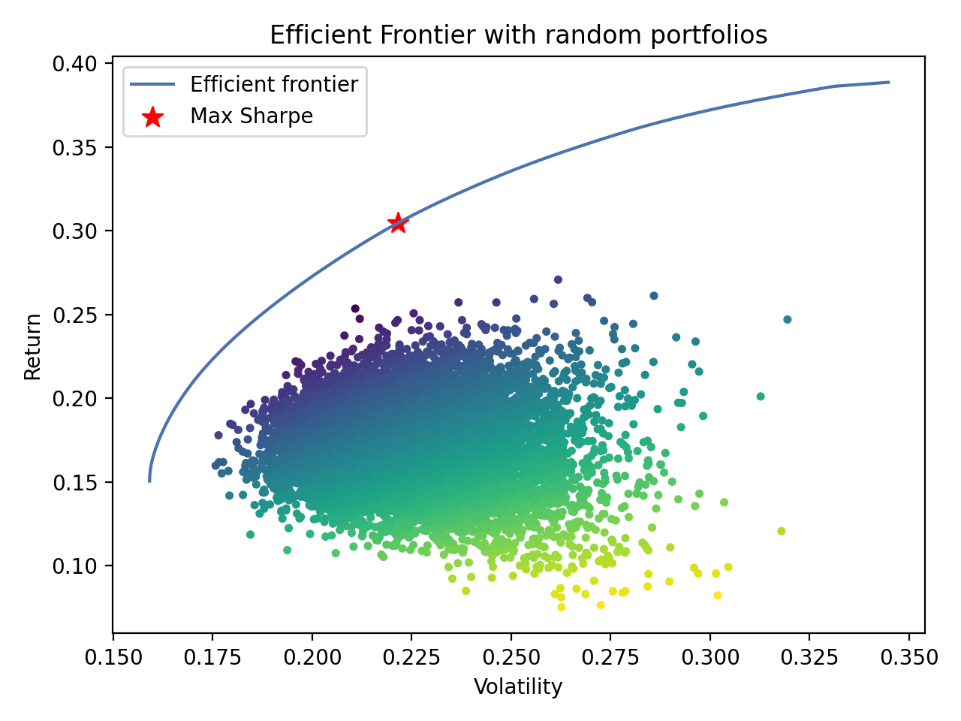 Efficient Frontier with random portfolios
Efficient frontier
Max Sharpe
Return
0.40
0.35
0.30
0.25
0.20
0.15
0.10
0.150 0.175 0.200 0.225 0.250 0.275 0.300 0.325 0.350
Volatility